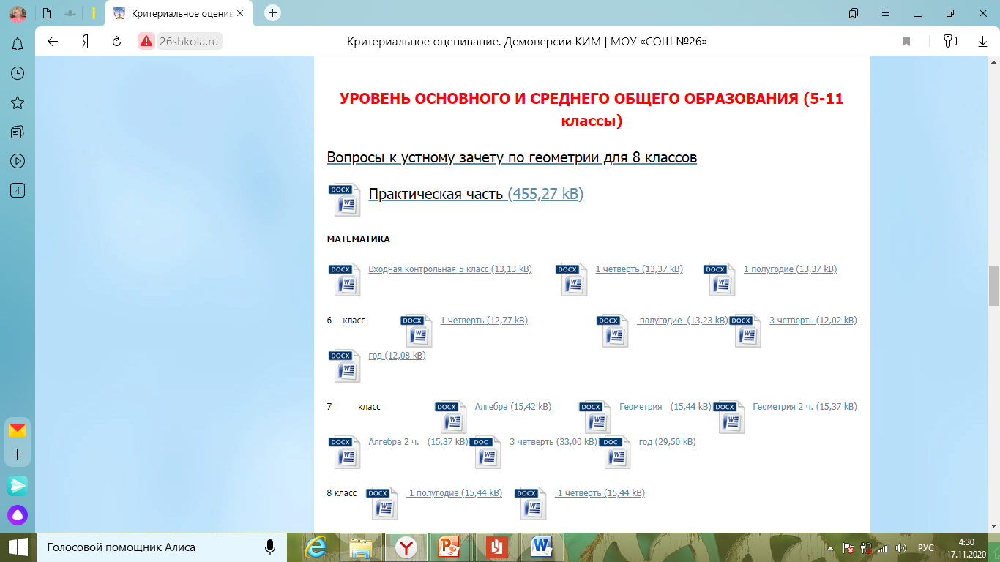 Критериальное оценив
26shkola.ru
Критериальное оценивание. Демоверсии КИМ | МОУ «СОШ №26»
4
УРОВЕНЬ ОСНОВНОГО И СРЕДНЕГО ОБЩЕГО ОБРАЗОВАНИЯ (5-11
классы)
Вопросы к устному зачету по геометрии для 8 классов
DOCX Практическая часть (455,27 kB)
МАТЕМАТИКА
DOCX Входная контрольная 5 класс (13,13 kB) DOCX 1 четверть (13,37 kB) DOCX 1 полугодие (13,37 kB)
6 класс DOCX 1 четверть (12,77 kB) DOCX полугодие (13,23 kB) DOCX 3 четверть (12,02 kB)
DOCX год (12,08 kB)
7 класс DOCX Алгебра (15,42 kB) DOCX Геометрия (15,44 kB) DOCX Геометрия 2 ч. (15,37 kB)
DOCX Алгебра 2 ч. (15,37 kB) DOC 3 четверть (33,00 kB) DOC год (29,50 kB)
8 класс DOCX 1 полугодие (15,44 kB) DOCX 1 четверть (15,44 kB)
Голосовой помощник Алиса
РУС
4:30
17.11.2020